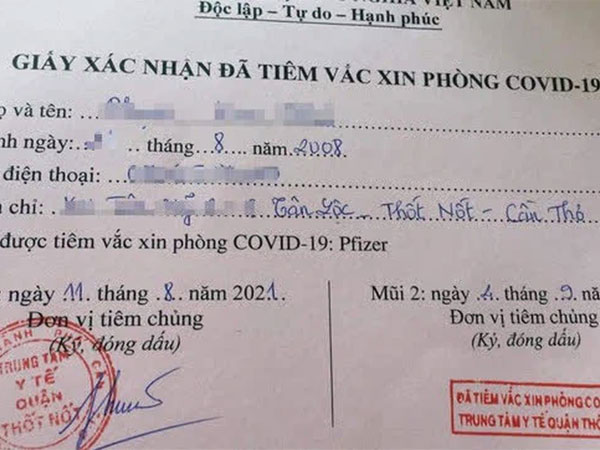 NGHĨA VIỆT NAM
Độc lập – Tự do – Hạnh phúc
GIẤY XÁC NHẬN ĐÃ TIÊM VẮC XIN PHÒNG COVID-19
và tên:
ngày: tháng 8 năm 2008
điện thoại:
chỉ: Tân Lộc - Thốt Nốt - Cần Thơ
được tiêm vắc xin phòng COVID-19: Pfizer
ngày 11 tháng 8 năm 2021.
Đơn vị tiêm chủng
(Ký, đóng dấu)
TRUNG TÂM
Y TẾ
QUẬN
THỐT NỐT
Mũi 2: ngày 4 tháng 9 năm
Đơn vị tiêm chủng
(Ký, đóng dấu)
ĐÃ TIÊM VẮC XIN PHÒNG CO
TRUNG TÂM Y TẾ QUẬN THỐ